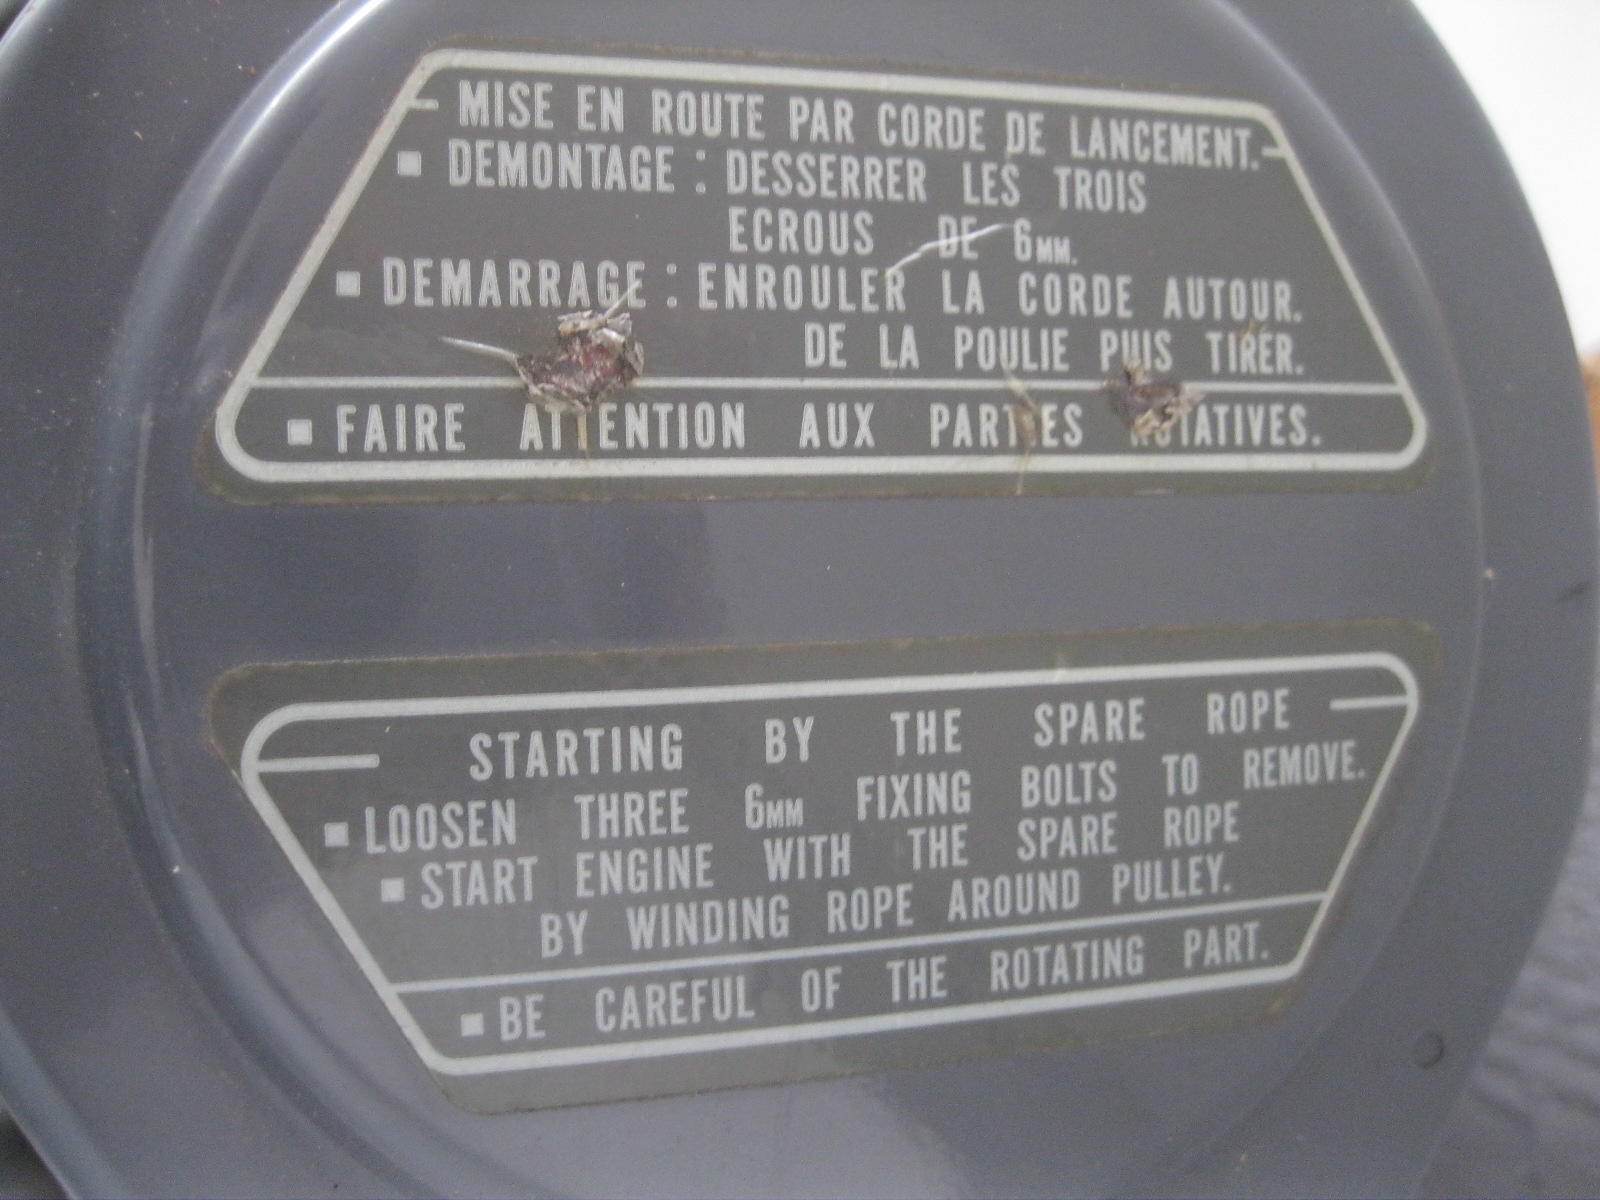 MISE EN ROUTE PAR CORDE DE LANCEMENT.
DEMONTAGE : DESSERRER LES TROIS
ECROUS DE 6MM.
DEMARRAGE : ENROULER LA CORDE AUTOUR.
DE LA POULIE PUIS TIRER.
FAIRE ATTENTION AUX PARTIES ROTATIVES.
STARTING BY THE SPARE ROPE
LOOSEN THREE 6MM FIXING BOLTS TO REMOVE.
START ENGINE WITH THE SPARE ROPE
BY WINDING ROPE AROUND PULLEY.
BE CAREFUL OF THE ROTATING PART.